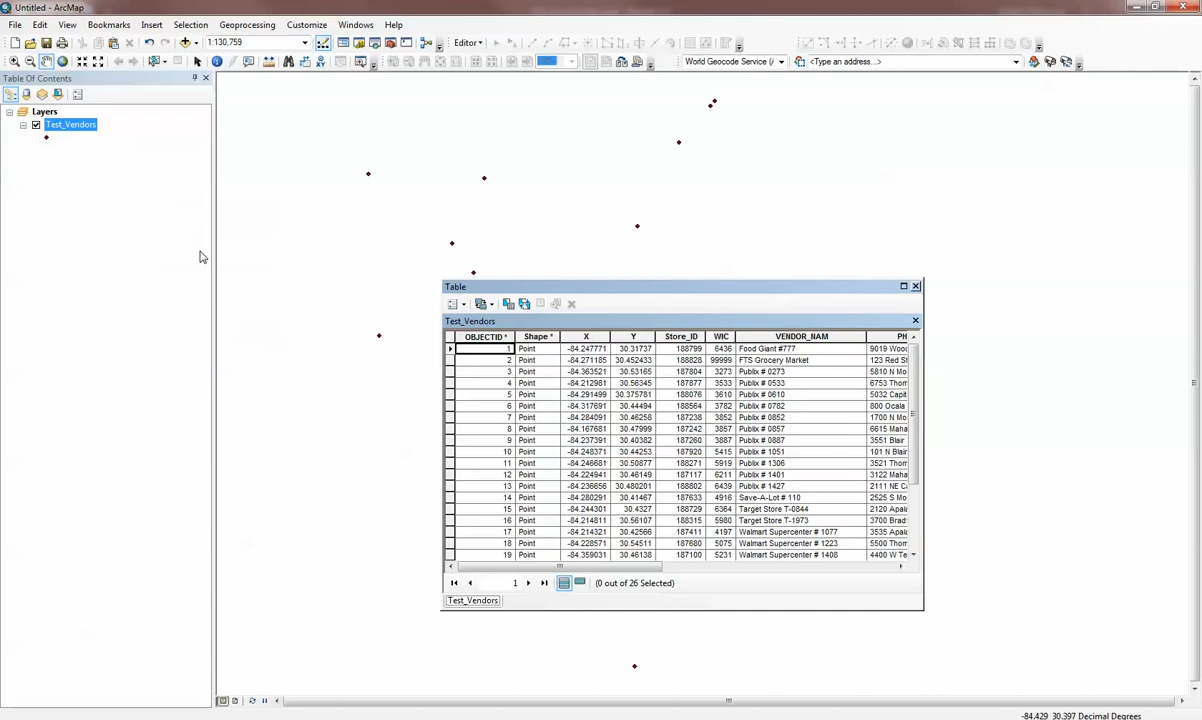 Untitled - ArcMap
File Edit View Bookmarks Insert Selection Geoprocessing Customize Windows Help
1:130,759 Editor
World Geocode Service ( <Type an address...>
Table Of Contents
Layers
Test_Vendors
Table
Test_Vendors
OBJECTID * Shape * X Y Store_ID WIC VENDOR_NAM PH
1 Point -84.247771 30.31737 188799 6436 Food Giant #777 9019 Wood
2 Point -84.271185 30.452433 188828 99999 FTS Grocery Market 123 Red St
3 Point -84.363521 30.53165 187804 3273 Publix # 0273 5810 N Mo
4 Point -84.212981 30.56345 187877 3533 Publix # 0533 6753 Thom
5 Point -84.291499 30.375781 188076 3610 Publix # 0610 5032 Capit
6 Point -84.317691 30.44494 188564 3782 Publix # 0782 800 Ocala
7 Point -84.284091 30.46258 187238 3852 Publix # 0852 1700 N Mo
8 Point -84.167681 30.47999 187242 3857 Publix # 0857 6615 Maha
9 Point -84.237391 30.40382 187260 3887 Publix # 0887 3551 Blair
10 Point -84.248371 30.44253 187920 5415 Publix # 1051 101 N Blair
11 Point -84.246681 30.50877 188271 5919 Publix # 1306 3521 Thom
12 Point -84.224941 30.46149 187117 6211 Publix # 1401 3122 Maha
13 Point -84.236656 30.480201 188802 6439 Publix # 1427 2111 NE C
14 Point -84.280291 30.41467 187633 4916 Save-A-Lot # 110 2525 S Mo
15 Point -84.244301 30.4327 188729 6364 Target Store T-0844 2120 Apala
16 Point -84.214811 30.56107 188315 5980 Target Store T-1973 3700 Brady
17 Point -84.214321 30.42566 187411 4197 Walmart Supercenter # 1077 3535 Apala
18 Point -84.228571 30.54511 187680 5075 Walmart Supercenter # 1223 5500 Thom
19 Point -84.359031 30.46138 187100 5231 Walmart Supercenter # 1408 4400 W Te
1 (0 out of 26 Selected)
Test_Vendors
-84.429 30.397 Decimal Degrees